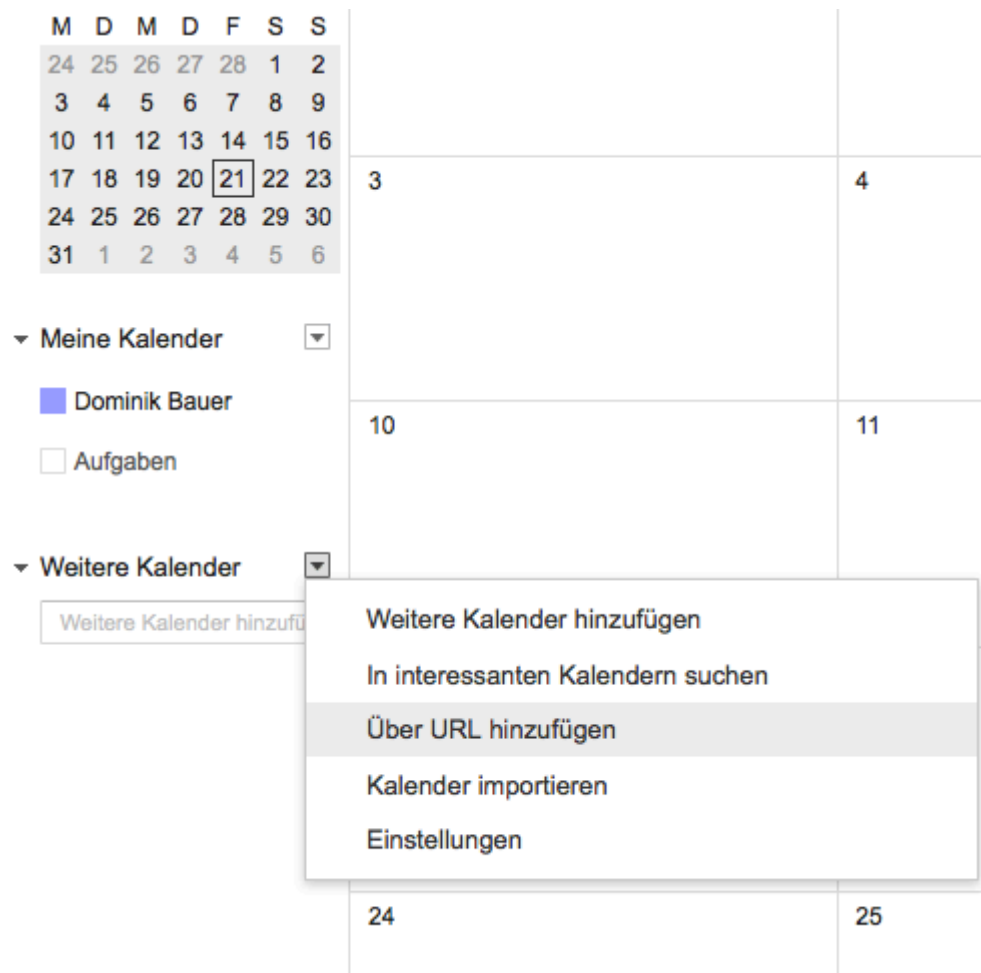 M D M D F S S
24 25 26 27 28 1 2
3 4 5 6 7 8 9
10 11 12 13 14 15 16
17 18 19 20 21 22 23
24 25 26 27 28 29 30
31 1 2 3 4 5 6
Meine Kalender
Dominik Bauer
Aufgaben
Weitere Kalender
Weitere Kalender hinzufü
3 4
10 11
Weitere Kalender hinzufügen
In interessanten Kalendern suchen
Über URL hinzufügen
Kalender importieren
Einstellungen
24 25